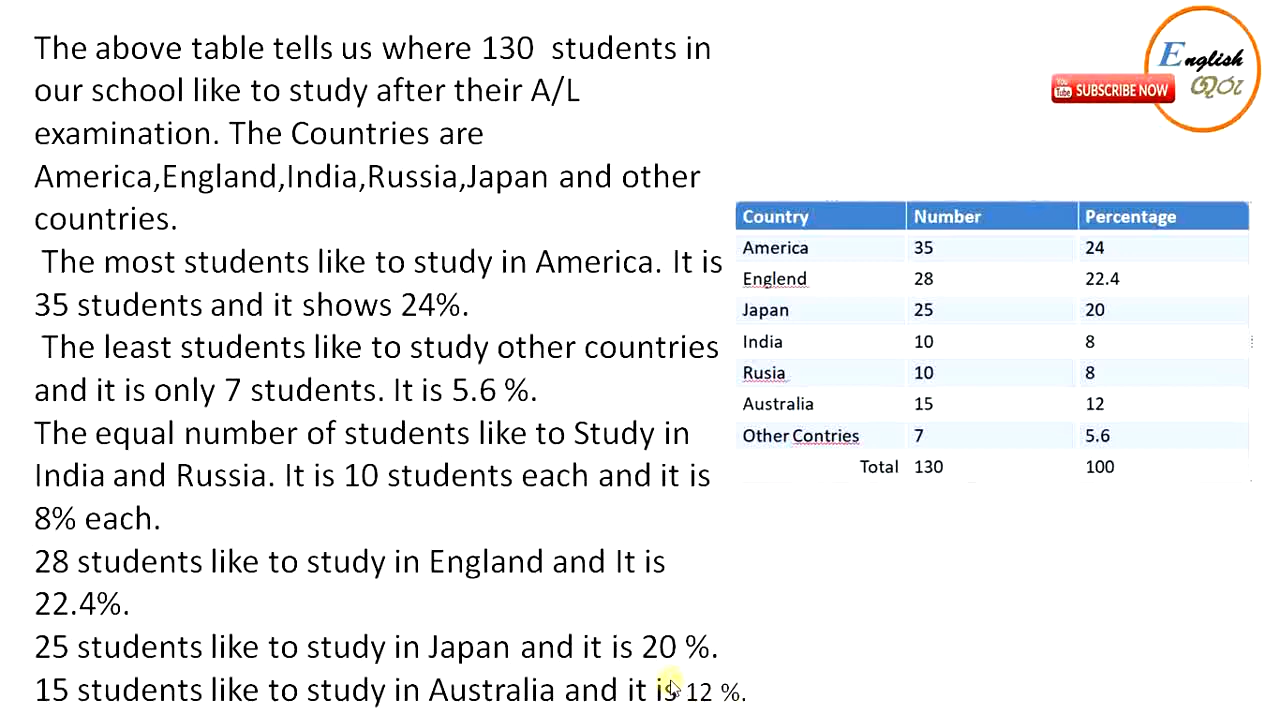 The above table tells us where 130 students in
our school like to study after their A/L
examination. The Countries are
America,England,India,Russia,Japan and other
countries.
The most students like to study in America. It is
35 students and it shows 24%.
The least students like to study other countries
and it is only 7 students. It is 5.6 %.
The equal number of students like to Study in
India and Russia. It is 10 students each and it is
8% each.
28 students like to study in England and It is
22.4%.
25 students like to study in Japan and it is 20 %.
15 students like to study in Australia and it is 12 %.
English
You Tube SUBSCRIBE NOW
Country Number Percentage
America 35 24
Englend 28 22.4
Japan 25 20
India 10 8
Rusia 10 8
Australia 15 12
Other Contries 7 5.6
Total 130 100